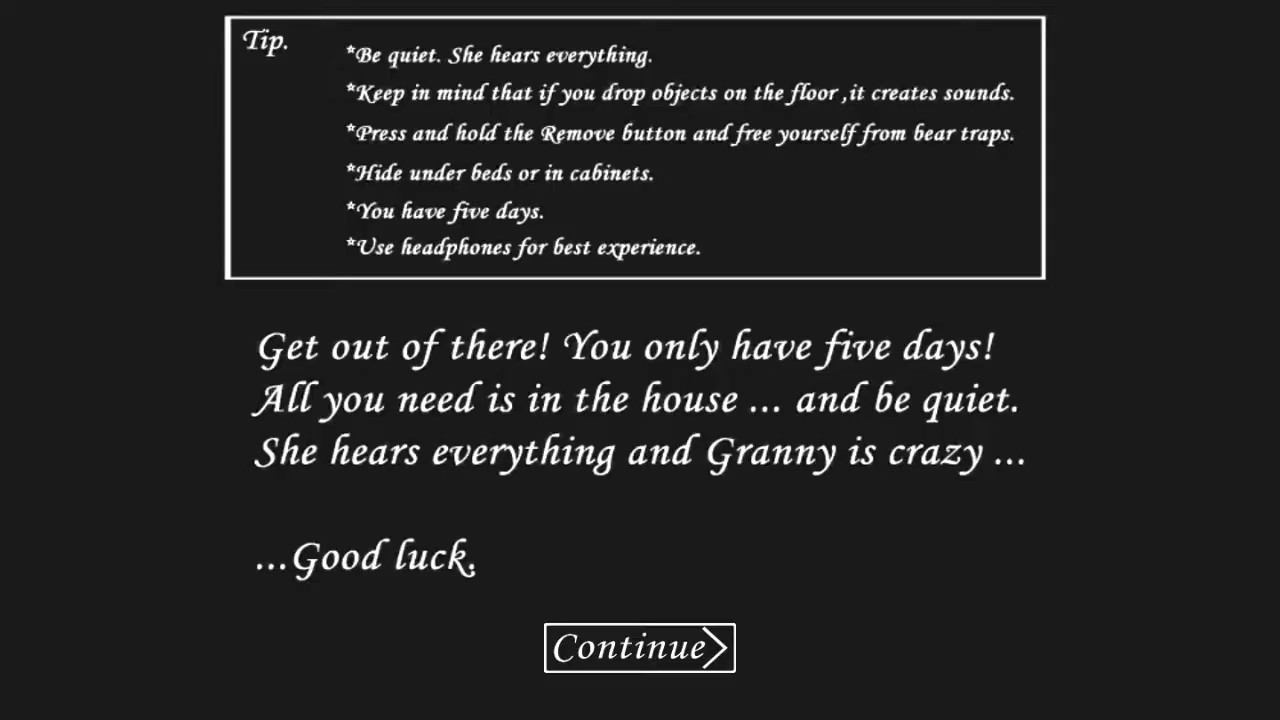 Tip.
*Be quiet. She hears everything.
*Keep in mind that if you drop objects on the floor ,it creates sounds.
*Press and hold the Remove button and free yourself from bear traps.
*Hide under beds or in cabinets.
*You have five days.
*Use headphones for best experience.
Get out of there! You only have five days!
All you need is in the house ... and be quiet.
She hears everything and Granny is crazy ...
...Good luck.
Continue